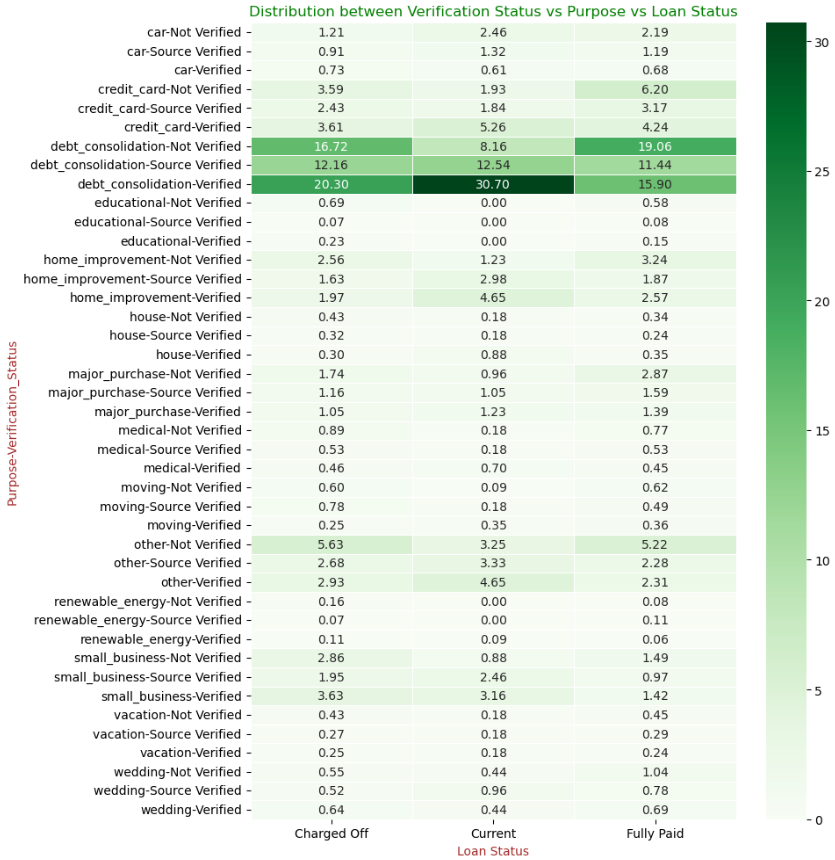 Distribution between Verification Status vs Purpose vs Loan Status
car-Not Verified 1.21 2.46 2.19
car-Source Verified 0.91 1.32 1.19
car-Verified 0.73 0.61 0.68
credit_card-Not Verified 3.59 1.93 6.20
credit_card-Source Verified 2.43 1.84 3.17
credit_card-Verified 3.61 5.26 4.24
debt_consolidation-Not Verified 16.72 8.16 19.06
debt_consolidation-Source Verified 12.16 12.54 11.44
debt_consolidation-Verified 20.30 30.70 15.90
educational-Not Verified 0.69 0.00 0.58
educational-Source Verified 0.07 0.00 0.08
educational-Verified 0.23 0.00 0.15
home_improvement-Not Verified 2.56 1.23 3.24
home_improvement-Source Verified 1.63 2.98 1.87
home_improvement-Verified 1.97 4.65 2.57
house-Not Verified 0.43 0.18 0.34
house-Source Verified 0.32 0.18 0.24
house-Verified 0.30 0.88 0.35
major_purchase-Not Verified 1.74 0.96 2.87
major_purchase-Source Verified 1.16 1.05 1.59
major_purchase-Verified 1.05 1.23 1.39
medical-Not Verified 0.89 0.18 0.77
medical-Source Verified 0.53 0.18 0.53
medical-Verified 0.46 0.70 0.45
moving-Not Verified 0.60 0.09 0.62
moving-Source Verified 0.78 0.18 0.49
moving-Verified 0.25 0.35 0.36
other-Not Verified 5.63 3.25 5.22
other-Source Verified 2.68 3.33 2.28
other-Verified 2.93 4.65 2.31
renewable_energy-Not Verified 0.16 0.00 0.08
renewable_energy-Source Verified 0.07 0.00 0.11
renewable_energy-Verified 0.11 0.09 0.06
small_business-Not Verified 2.86 0.88 1.49
small_business-Source Verified 1.95 2.46 0.97
small_business-Verified 3.63 3.16 1.42
vacation-Not Verified 0.43 0.18 0.45
vacation-Source Verified 0.27 0.18 0.29
vacation-Verified 0.25 0.18 0.24
wedding-Not Verified 0.55 0.44 1.04
wedding-Source Verified 0.52 0.96 0.78
wedding-Verified 0.64 0.44 0.69
Charged Off Current Fully Paid
Loan Status
Purpose-Verification_Status
30
25
20
15
10
5
0